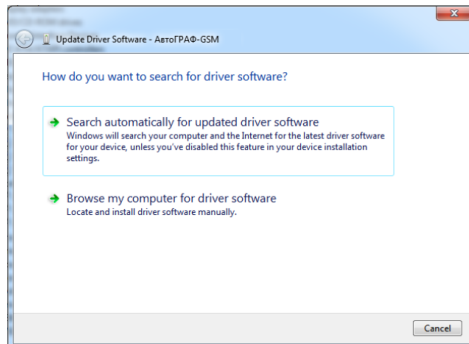 Update Driver Software - АвтоГРАФ-GSM
How do you want to search for driver software?
Search automatically for updated driver software
Windows will search your computer and the Internet for the latest driver software
for your device, unless you've disabled this feature in your device installation
settings.
Browse my computer for driver software
Locate and install driver software manually.
Cancel